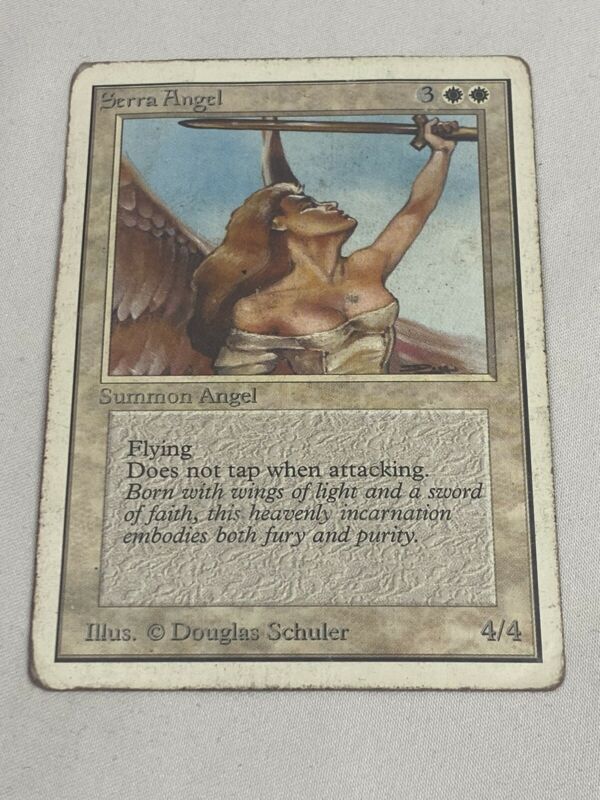 Serra Angel 3
Summon Angel
Flying
Does not tap when attacking.
Born with wings of light and a sword
of faith, this heavenly incarnation
embodies both fury and purity.
Illus. © Douglas Schuler 4/4